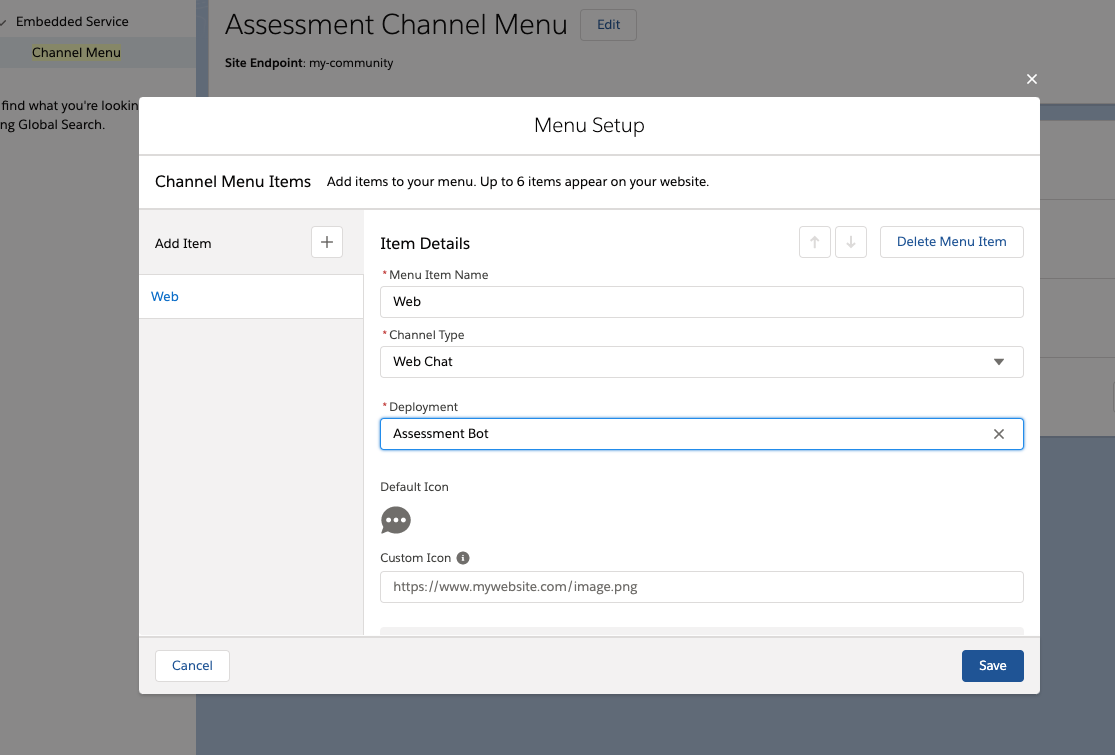 Embedded Service
Channel Menu
find what you're lookin
ng Global Search.
Assessment Channel Menu
Edit
Site Endpoint: my-community
Menu Setup
Channel Menu Items
Add items to your menu. Up to 6 items appear on your website.
Add Item
Web
Item Details
Delete Menu Item
*Menu Item Name
Web
*Channel Type
Web Chat
*Deployment
Assessment Bot
Default Icon
Custom Icon
https://www.mywebsite.com/image.png
Cancel
Save